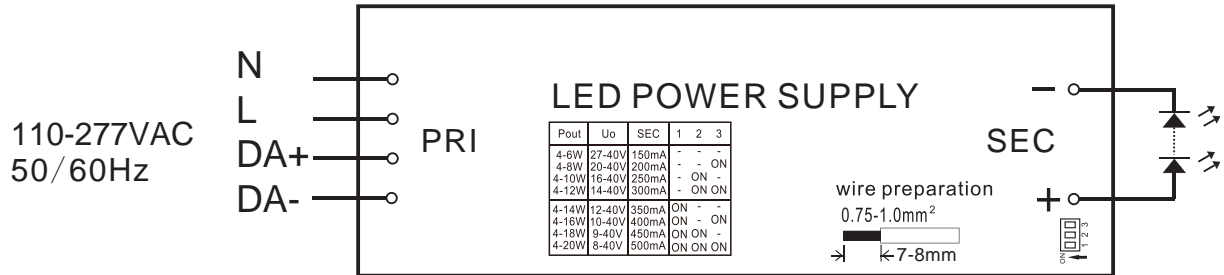 110-277VAC
50/60Hz
N
L
DA+
DA-
PRI
LED POWER SUPPLY
Pout Uo SEC 1 2 3
4-6W 27-40V 150mA - - -
4-8W 20-40V 200mA - - ON
4-10W 16-40V 250mA - ON -
4-12W 14-40V 300mA - ON ON
4-14W 12-40V 350mA ON - -
4-16W 10-40V 400mA ON - ON
4-18W 9-40V 450mA ON ON -
4-20W 8-40V 500mA ON ON ON
wire preparation
0.75-1.0mm²
7-8mm
-
SEC
+
1 2 3
ON